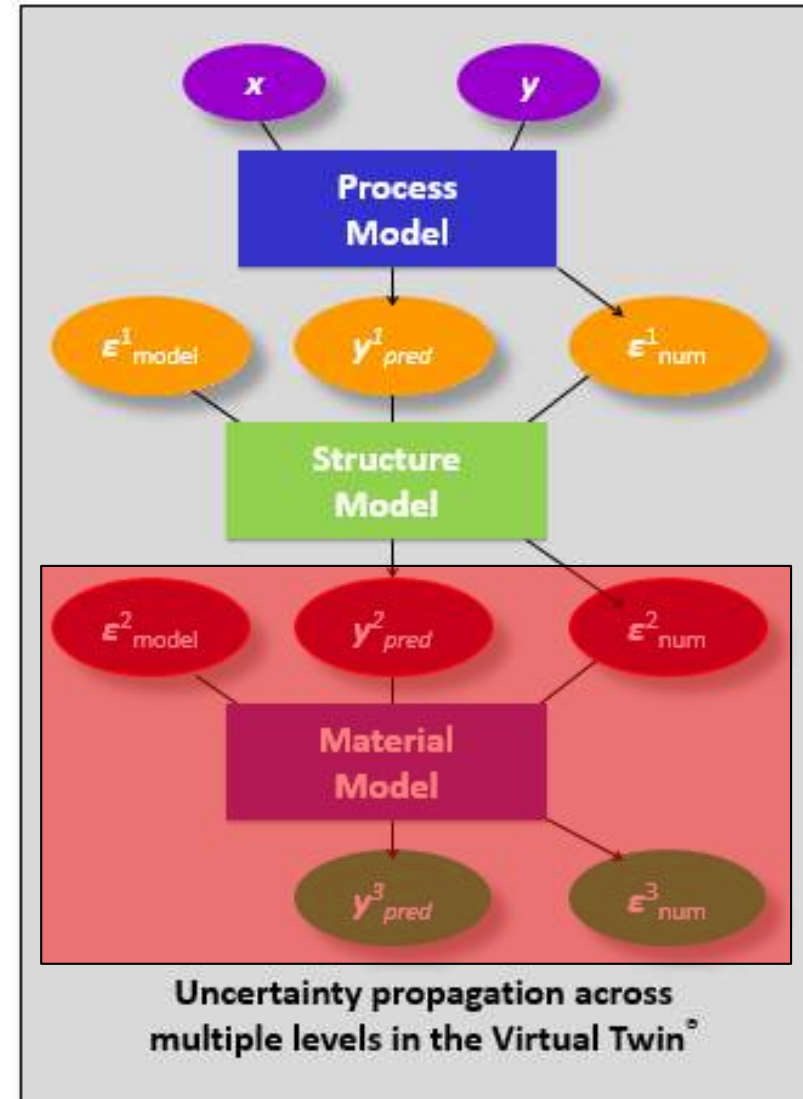 x y
Process
Model
ε¹model y¹pred ε¹num
Structure
Model
ε²model y²pred ε²num
Material
Model
y³pred ε³num
Uncertainty propagation across
multiple levels in the Virtual Twin®